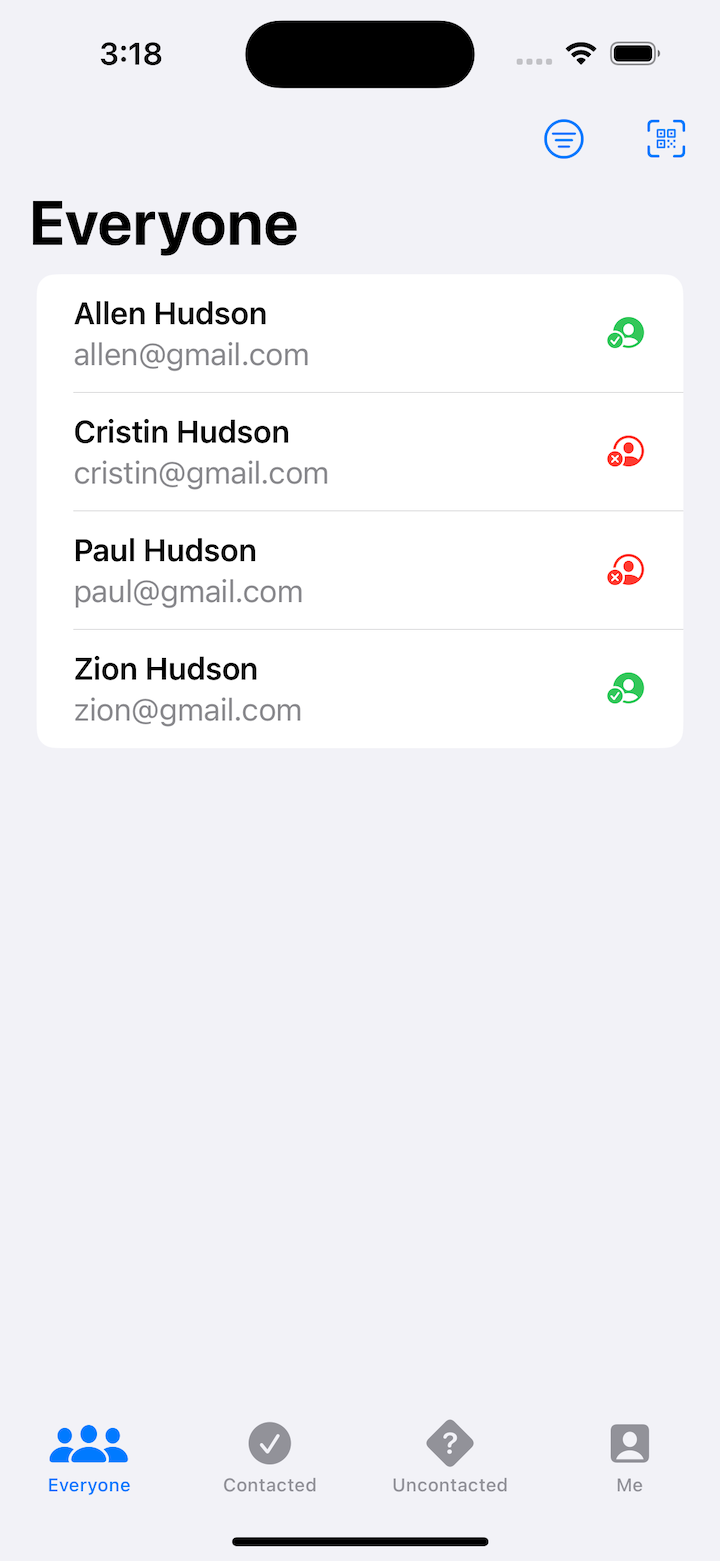 3:18
Everyone
Allen Hudson
allen@gmail.com
Cristin Hudson
cristin@gmail.com
Paul Hudson
paul@gmail.com
Zion Hudson
zion@gmail.com
Everyone
Contacted
Uncontacted
Me